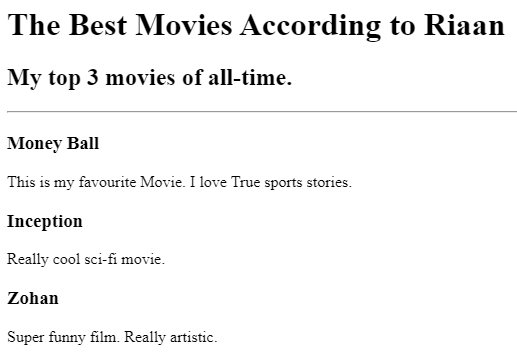 The Best Movies According to Riaan
My top 3 movies of all-time.
Money Ball
This is my favourite Movie. I love True sports stories.
Inception
Really cool sci-fi movie.
Zohan
Super funny film. Really artistic.